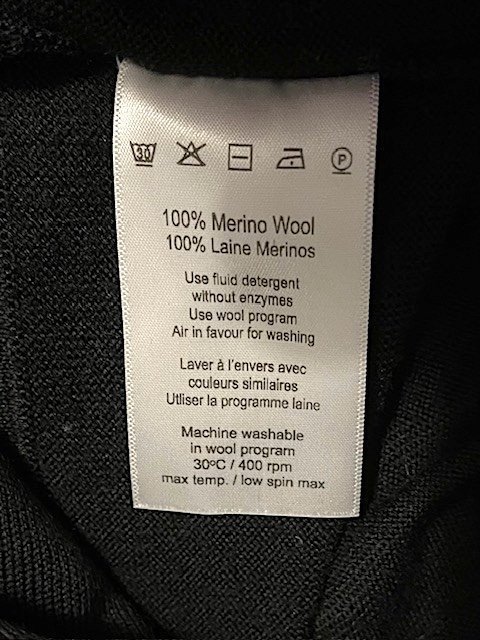 30 P
100% Merino Wool
100% Laine Merinos
Use fluid detergent
without enzymes
Use wool program
Air in favour for washing
Laver à l'envers avec
couleurs similaires
Utliser la programme laine
Machine washable
in wool program
30ºC / 400 rpm
max temp. / low spin max